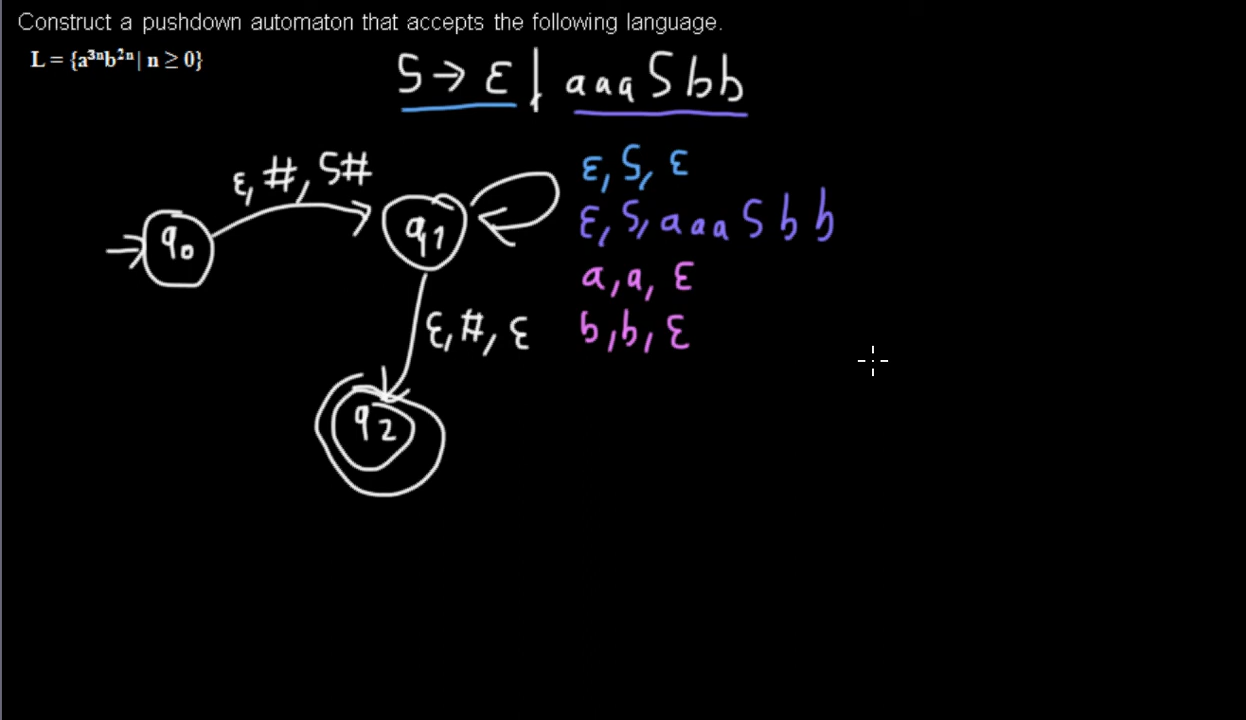 Construct a pushdown automaton that accepts the following language.
L = {a³ⁿb²ⁿ | n ≥ 0}
S → ε | aaaSbb
ε, #, S#
ε, S, ε
ε, S, aaaSbb
q₀
q₁
a, a, ε
ε, #, ε
b, b, ε
q₂